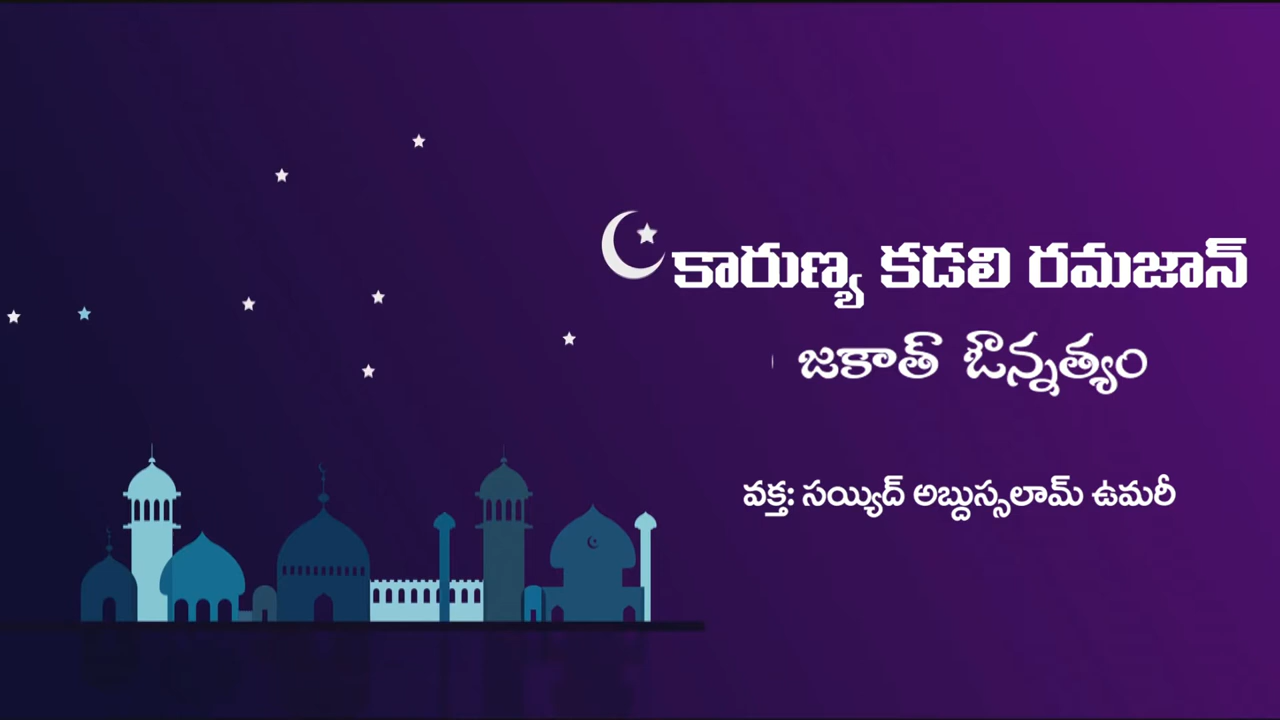 కారుణ్య కడలి రమజాన్
జకాత్ ఔన్నత్యం
వక్త: సయ్యిద్ అబ్దుస్సలామ్ ఉమరీ